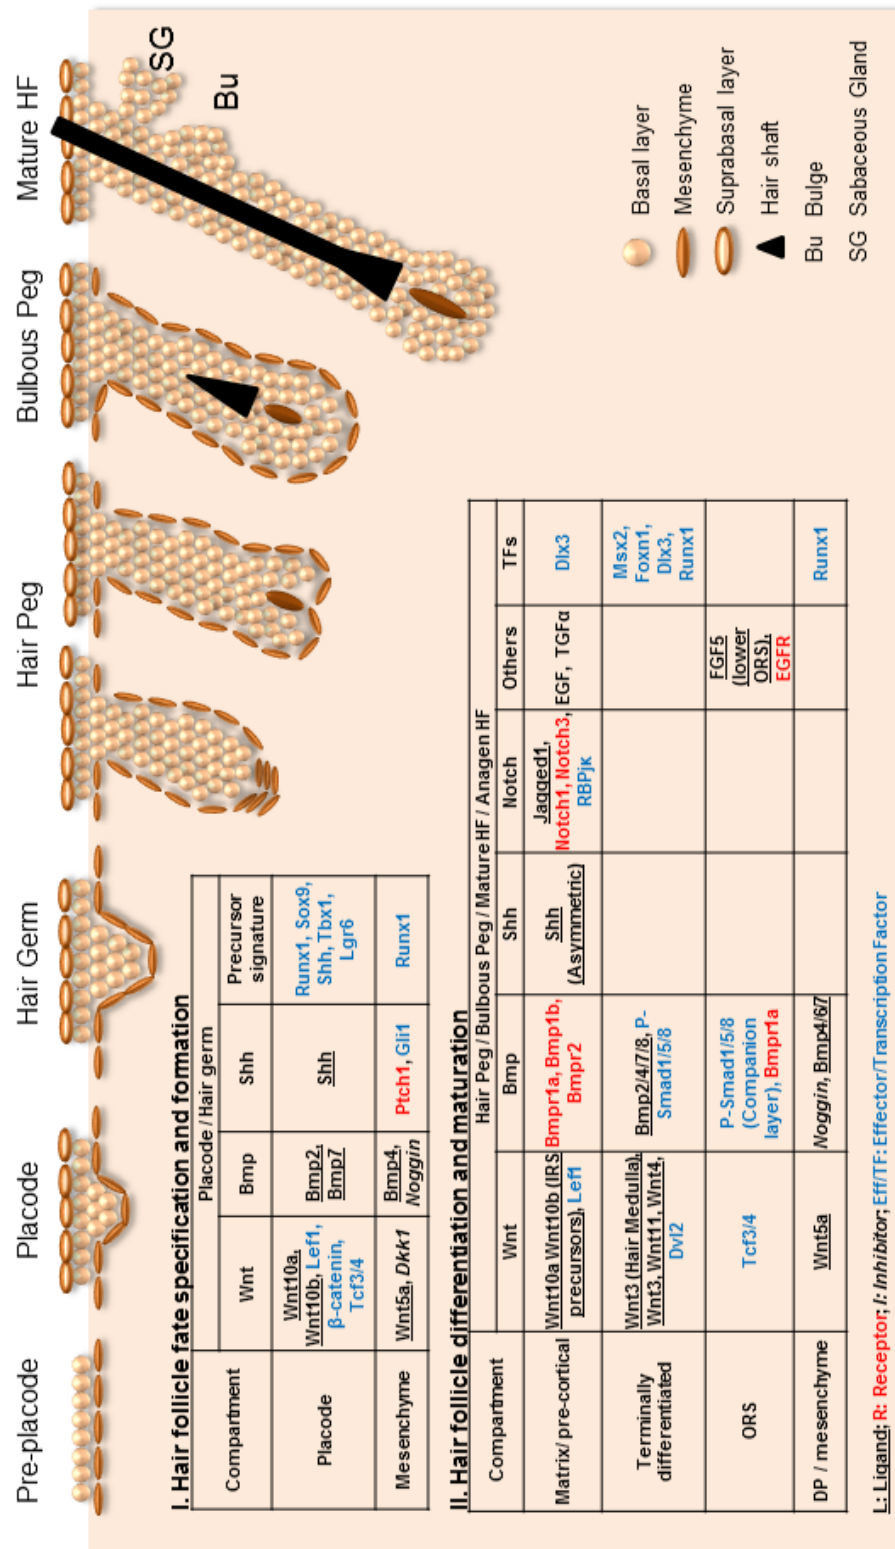 Pre-placode
Placode
Hair Germ
Hair Peg
Bulbous Peg
Mature HF
SG
Bu
I. Hair follicle fate specification and formation
Compartment
Placode / Hair germ
Wnt
Bmp
Shh
Precursor
signature
Placode
Wnt10a,
Wnt10b, Lef1,
β-catenin,
Tcf3/4
Bmp2,
Bmp7
Shh
Runx1, Sox9,
Shh, Tbx1,
Lgr6
Mesenchyme
Wnt5a, Dkk1
Bmp4,
Noggin
Ptch1, Gli1
Runx1
II. Hair follicle differentiation and maturation
Compartment
Hair Peg / Bulbous Peg / Mature HF / Anagen HF
Wnt
Bmp
Shh
Notch
Others
TFs
Matrix/ pre-cortical
Wnt10a Wnt10b (IRS
precursors), Lef1
Bmpr1a, Bmp1b,
Bmpr2
Shh
(Asymmetric)
Jagged1,
Notch1, Notch3,
RBPjκ
EGF, TGFα
Dlx3
Terminally
differentiated
Wnt3 (Hair Medulla),
Wnt3, Wnt11, Wnt4,
Dvl2
Bmp2/4/7/8, P-
Smad1/5/8
Msx2,
Foxn1,
Dlx3,
Runx1
ORS
Tcf3/4
P-Smad1/5/8
(Companion
layer), Bmpr1a
FGF5
(lower
ORS),
EGFR
DP / mesenchyme
Wnt5a
Noggin, Bmp4/6/7
Runx1
L: Ligand; R: Receptor; I: Inhibitor; Eff/TF: Effector/Transcription Factor
Basal layer
Mesenchyme
Suprabasal layer
Hair shaft
Bu Bulge
SG Sabaceous Gland